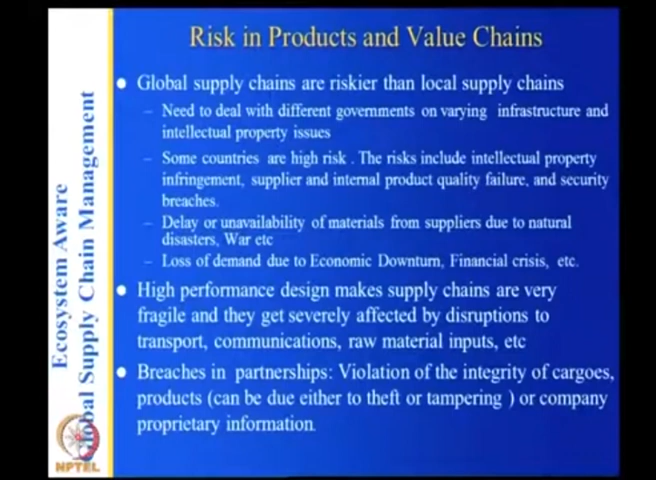 Risk in Products and Value Chains
Global supply chains are riskier than local supply chains
Need to deal with different governments on varying infrastructure and
intellectual property issues
Some countries are high risk . The risks include intellectual property
infringement, supplier and internal product quality failure, and security
breaches.
Delay or unavailability of materials from suppliers due to natural
disasters, War etc
Loss of demand due to Economic Downturn, Financial crisis, etc.
High performance design makes supply chains are very
fragile and they get severely affected by disruptions to
transport, communications, raw material inputs, etc
Breaches in partnerships: Violation of the integrity of cargoes,
products (can be due either to theft or tampering ) or company
proprietary information.
Ecosystem Aware
Global Supply Chain Management
NPTEL